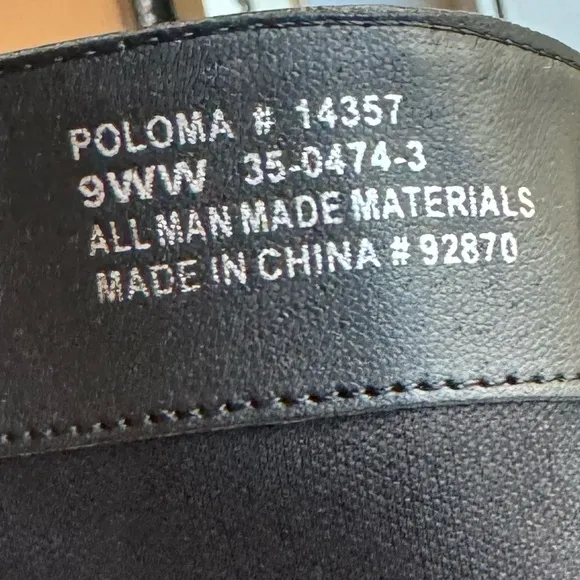 POLOMA # 14357
9WW 35-0474-3
ALL MAN MADE MATERIALS
MADE IN CHINA # 92870